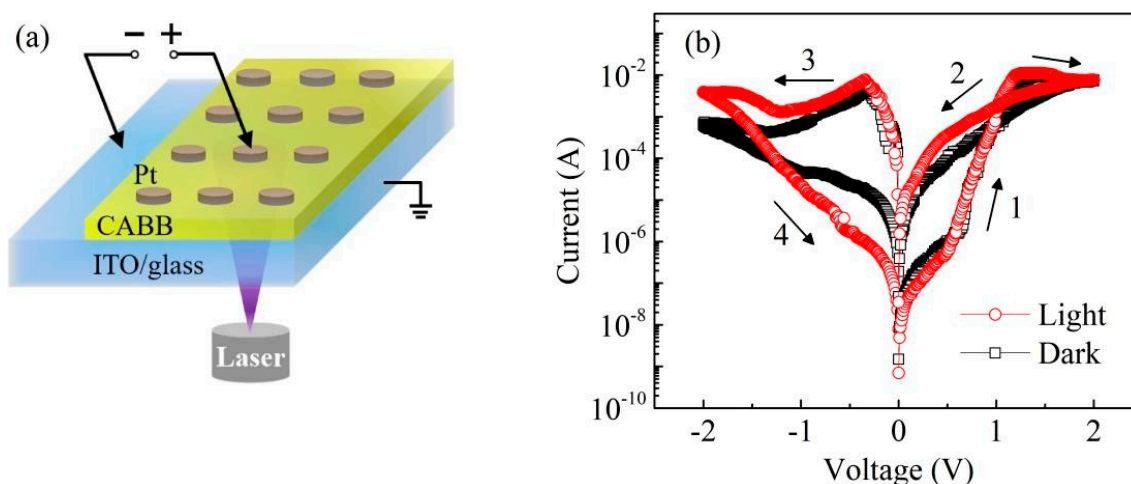 (a)
− +
Pt
CABB
ITO/glass
Laser
(b)
Current (A)
10⁻²
10⁻⁴
10⁻⁶
10⁻⁸
10⁻¹⁰
3
2
1
4
Light
Dark
-2 -1 0 1 2
Voltage (V)